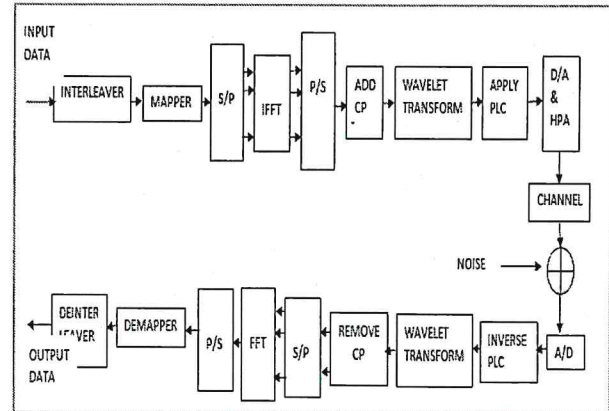 INPUT
DATA
INTERLEAVER
MAPPER
S/P
IFFT
P/S
ADD
CP
-
WAVELET
TRANSFORM
APPLY
PLC
D/A
&
HPA
CHANNEL
NOISE
DEINTER
LEAVER
OUTPUT
DATA
DEMAPPER
P/S
FFT
S/P
REMOVE
CP
WAVELET
TRANSFORM
INVERSE
PLC
A/D